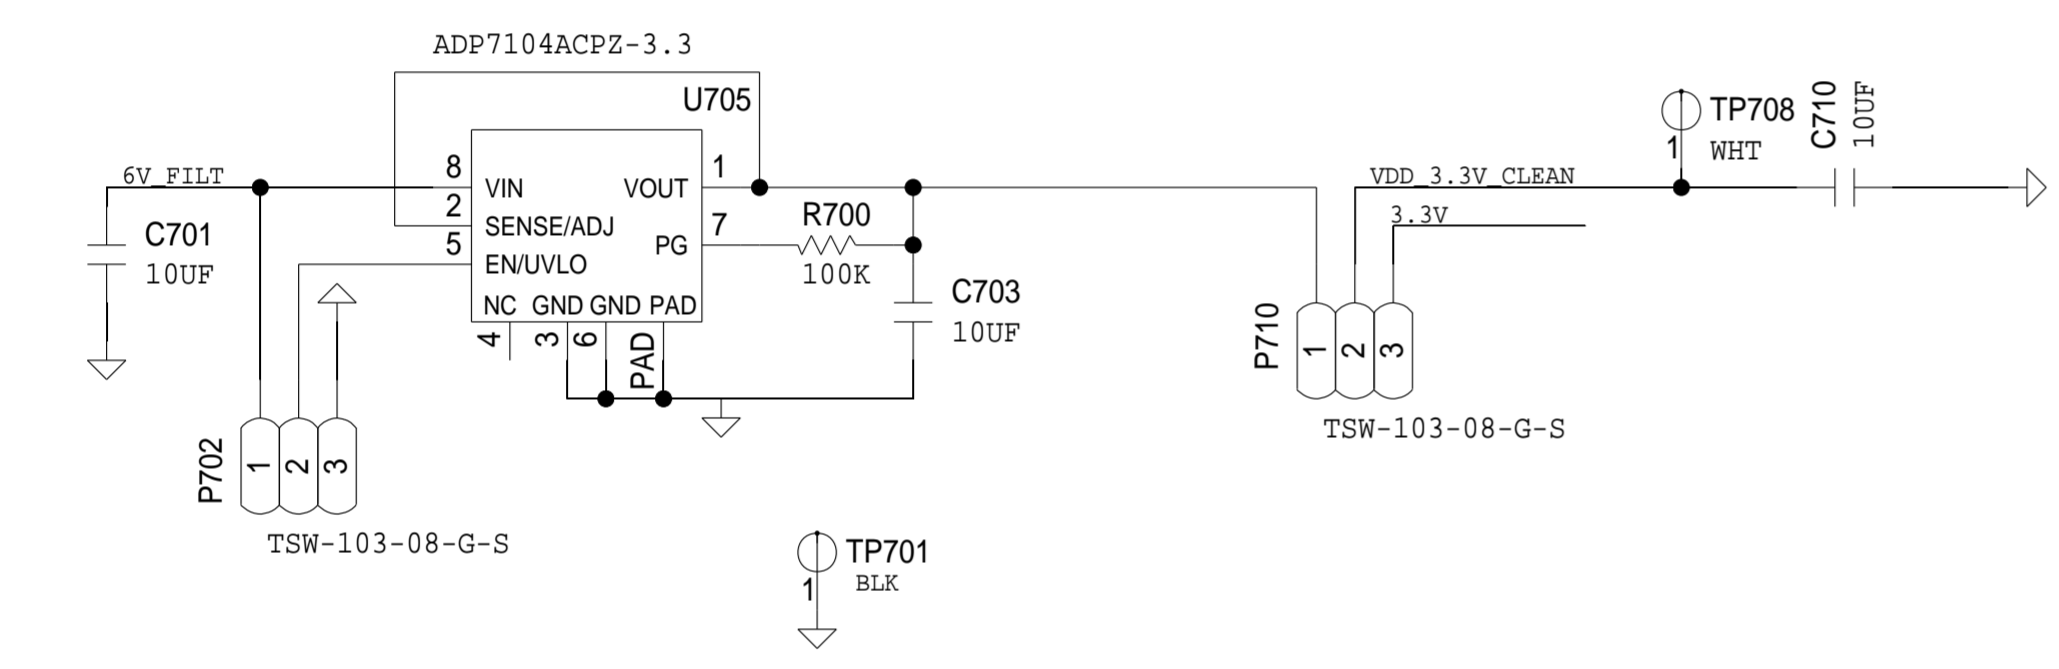 ADP7104ACPZ-3.3
U705
6V_FILT
8
VIN
VOUT
1
2
SENSE/ADJ
PG
7
5
EN/UVLO
NC
GND
GND
PAD
4
3
6
PAD
C701
10UF
R700
100K
C703
10UF
P702
1
2
3
TSW-103-08-G-S
TP701
1
BLK
P710
1
2
3
TSW-103-08-G-S
VDD_3.3V_CLEAN
3.3V
TP708
1
WHT
C710
10UF